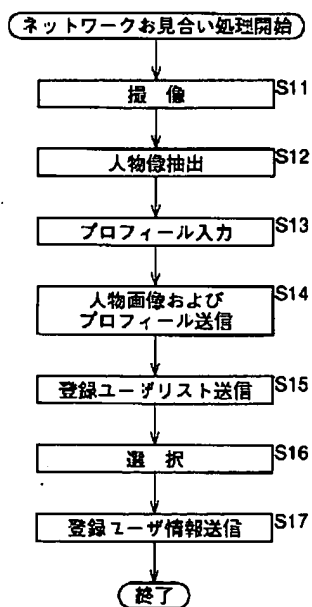 ネットワークお見合い処理開始
撮 像
S11
人物像抽出
S12
プロフィール入力
S13
人物画像および
プロフィール送信
S14
登録ユーザリスト送信
S15
選 択
S16
登録ユーザ情報送信
S17
終了